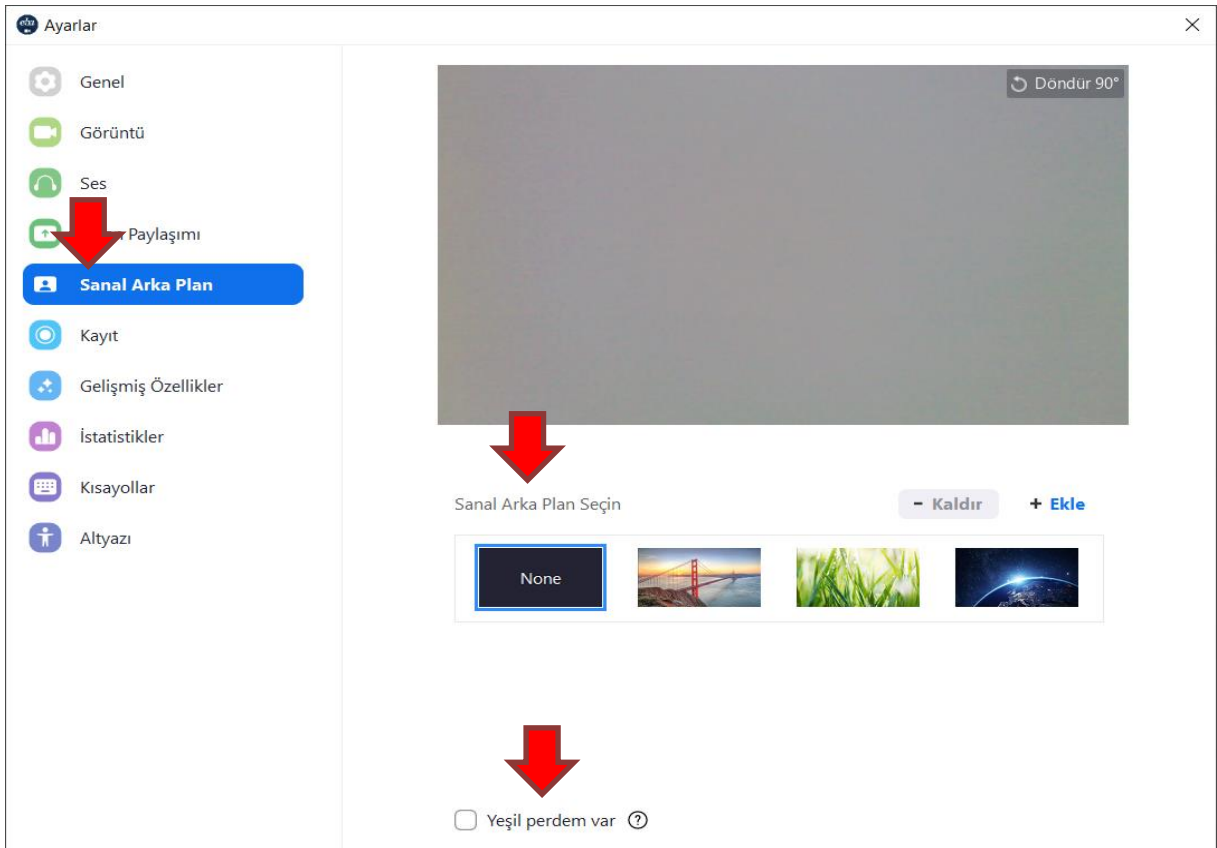 eba
Ayarlar
Genel
Görüntü
Ses
Paylaşımı
Sanal Arka Plan
Kayıt
Gelişmiş Özellikler
İstatistikler
Kısayollar
Altyazı
Döndür 90°
Sanal Arka Plan Seçin
- Kaldır
+ Ekle
None
Yeşil perdem var ?